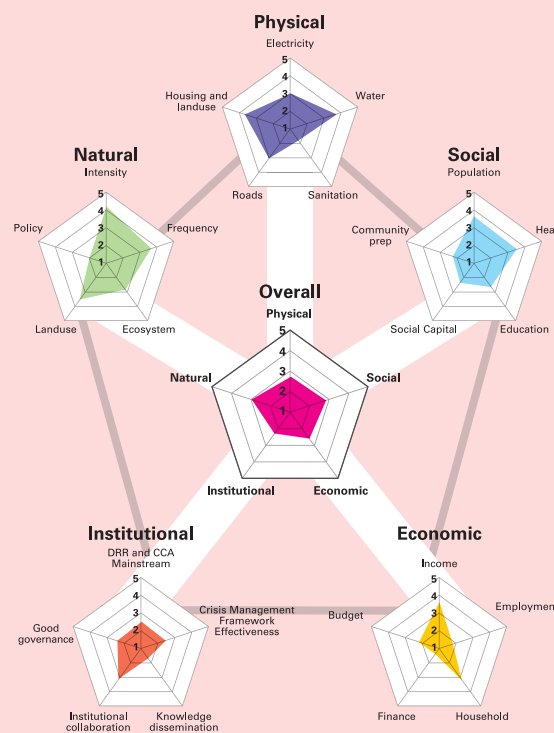 Physical
Electricity
5
4
3
2
1
Housing and
landuse
Water
Roads
Sanitation
Natural
Intensity
5
4
3
2
1
Policy
Frequency
Landuse
Ecosystem
Social
Population
5
4
3
2
1
Community
prep
Hea
Social Capital
Education
Overall
Physical
5
4
3
2
1
Natural
Social
Institutional
Economic
Institutional
DRR and CCA
Mainstream
5
4
3
2
1
Good
governance
Crisis Management
Framework
Effectiveness
Institutional
collaboration
Knowledge
dissemination
Economic
Income
5
4
3
2
1
Budget
Employmen
Finance
Household